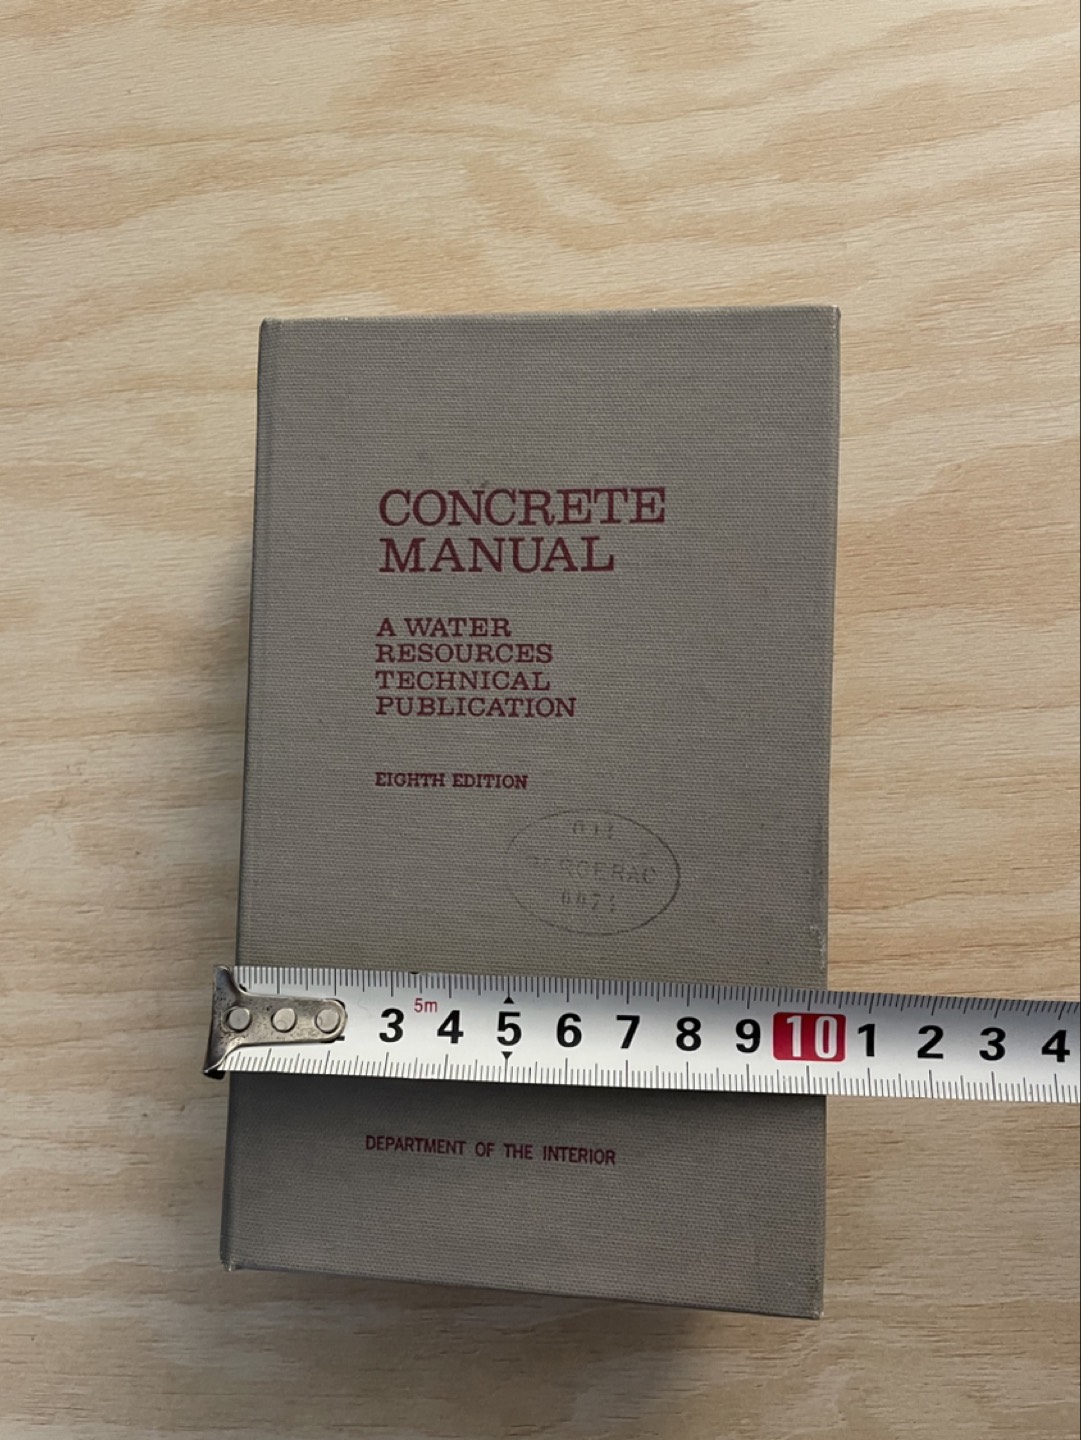 CONCRETE
MANUAL
A WATER
RESOURCES
TECHNICAL
PUBLICATION
EIGHTH EDITION
BERGERAC
5m
3 4 5 6 7 8 9 10 1 2 3 4
DEPARTMENT OF THE INTERIOR